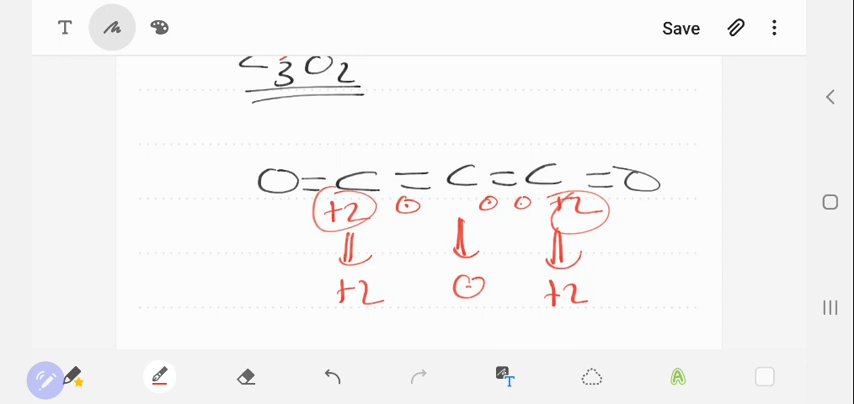 T Save
C3O2
O=C=C=C=O
+2 0 0 0 +2
+2 0 +2
T
A